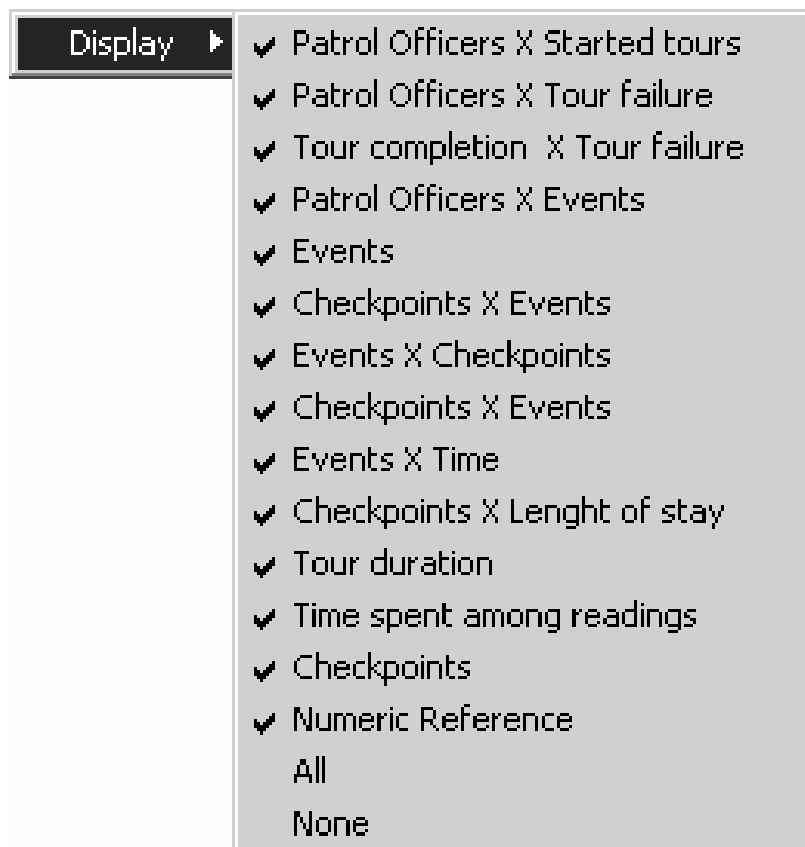 Display
Patrol Officers X Started tours
Patrol Officers X Tour failure
Tour completion X Tour failure
Patrol Officers X Events
Events
Checkpoints X Events
Events X Checkpoints
Checkpoints X Events
Events X Time
Checkpoints X Lenght of stay
Tour duration
Time spent among readings
Checkpoints
Numeric Reference
All
None